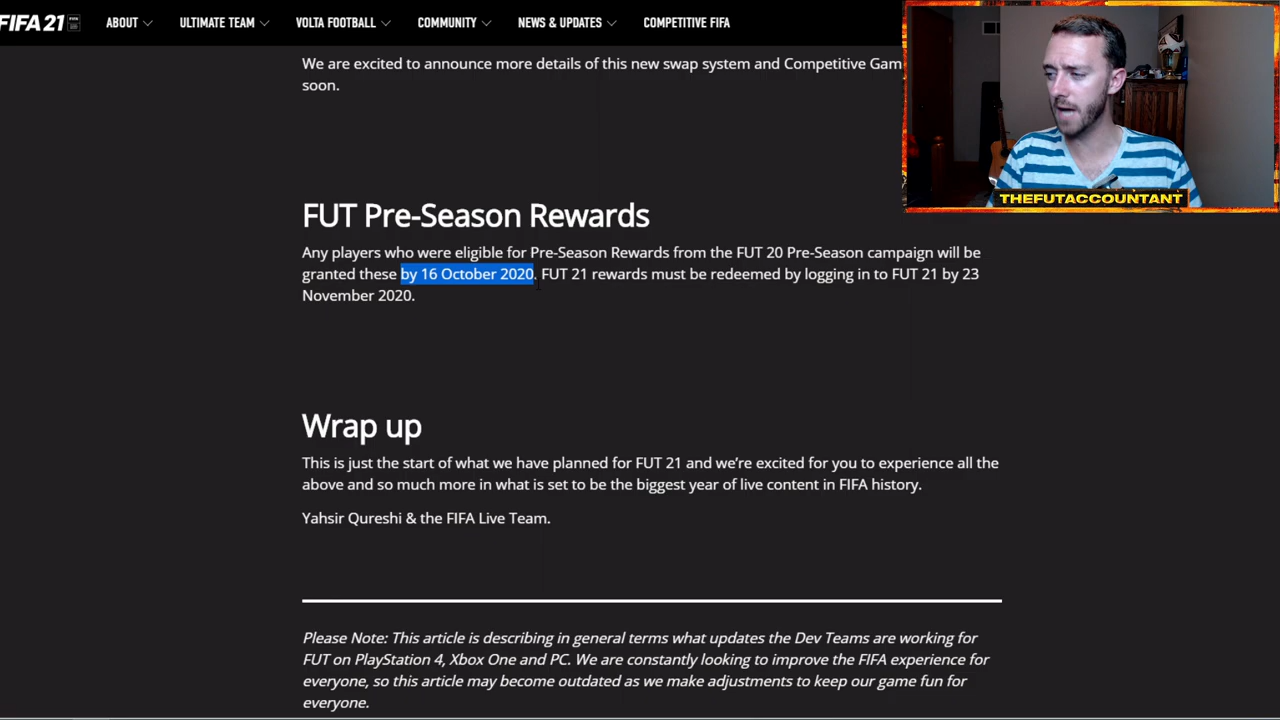 FIFA 21
ABOUT
ULTIMATE TEAM
VOLTA FOOTBALL
COMMUNITY
NEWS & UPDATES
COMPETITIVE FIFA
We are excited to announce more details of this new swap system and Competitive Gam
soon.
THEFUTACCOUNTANT
FUT Pre-Season Rewards
Any players who were eligible for Pre-Season Rewards from the FUT 20 Pre-Season campaign will be
granted these by 16 October 2020. FUT 21 rewards must be redeemed by logging in to FUT 21 by 23
November 2020.
Wrap up
This is just the start of what we have planned for FUT 21 and we’re excited for you to experience all the
above and so much more in what is set to be the biggest year of live content in FIFA history.
Yahsir Qureshi & the FIFA Live Team.
Please Note: This article is describing in general terms what updates the Dev Teams are working for
FUT on PlayStation 4, Xbox One and PC. We are constantly looking to improve the FIFA experience for
everyone, so this article may become outdated as we make adjustments to keep our game fun for
everyone.